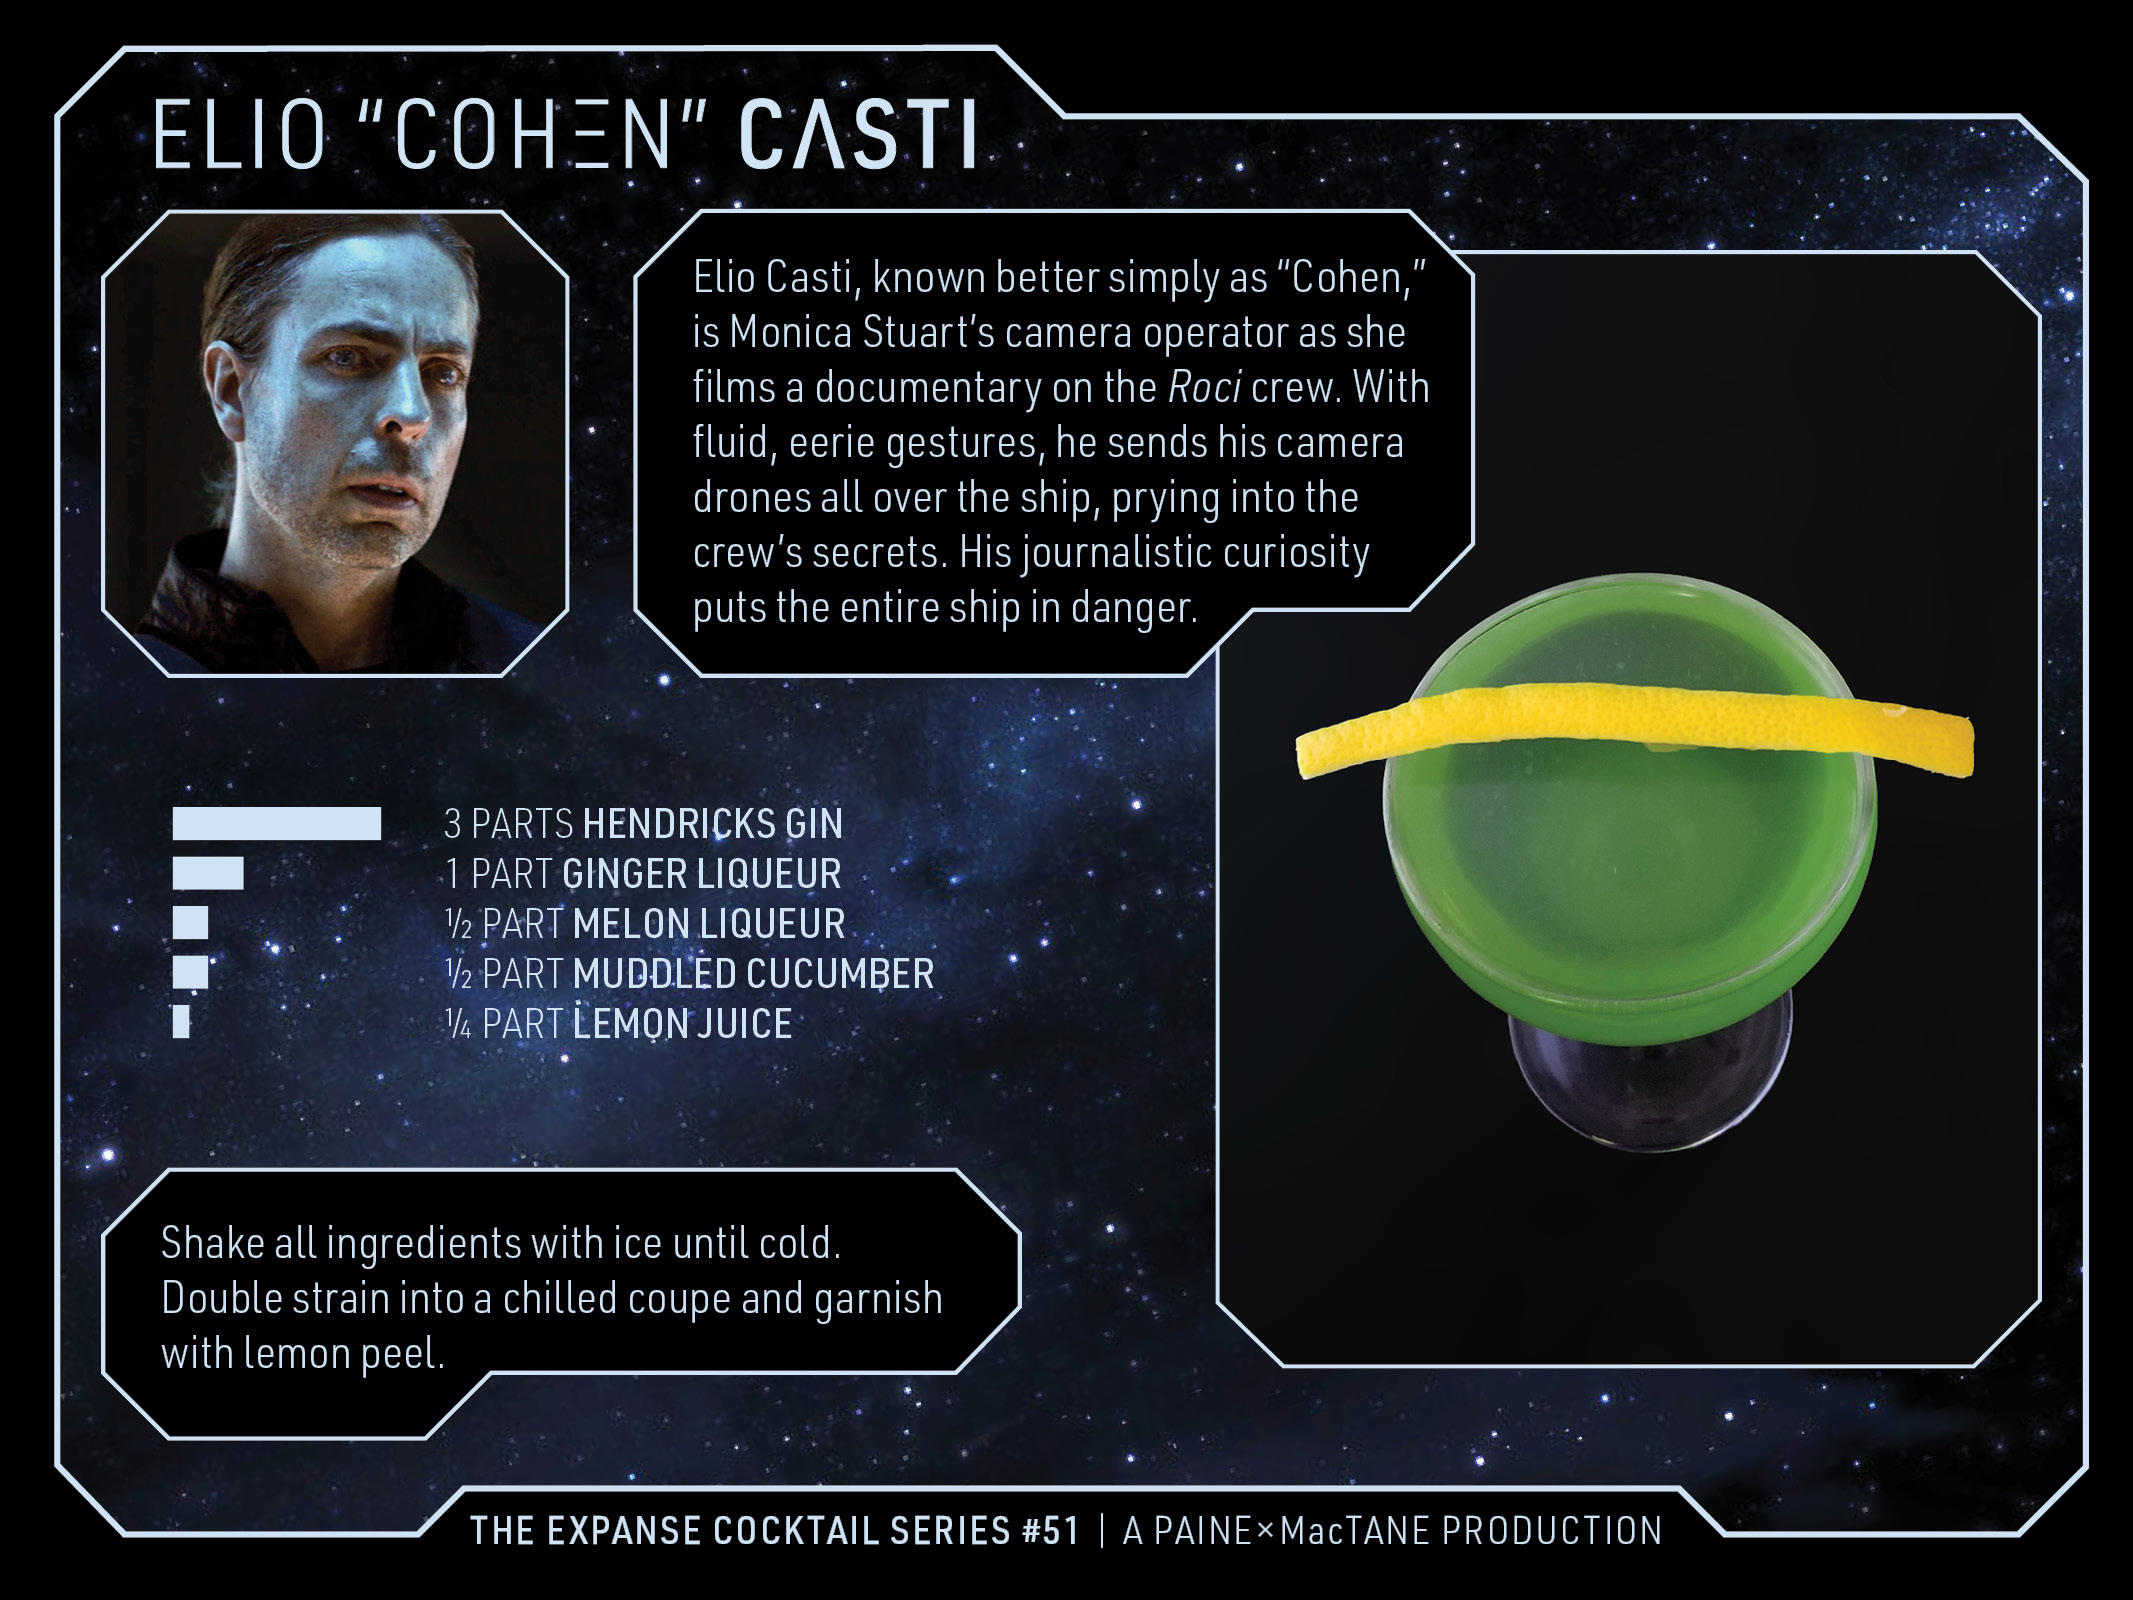 ELIO “COHEN” CASTI
Elio Casti, known better simply as “Cohen,”
is Monica Stuart’s camera operator as she
films a documentary on the Roci crew. With
fluid, eerie gestures, he sends his camera
drones all over the ship, prying into the
crew’s secrets. His journalistic curiosity
puts the entire ship in danger.
3 PARTS HENDRICKS GIN
1 PART GINGER LIQUEUR
½ PART MELON LIQUEUR
½ PART MUDDLED CUCUMBER
¼ PART LEMON JUICE
Shake all ingredients with ice until cold.
Double strain into a chilled coupe and garnish
with lemon peel.
THE EXPANSE COCKTAIL SERIES #51 | A PAINE×MacTANE PRODUCTION